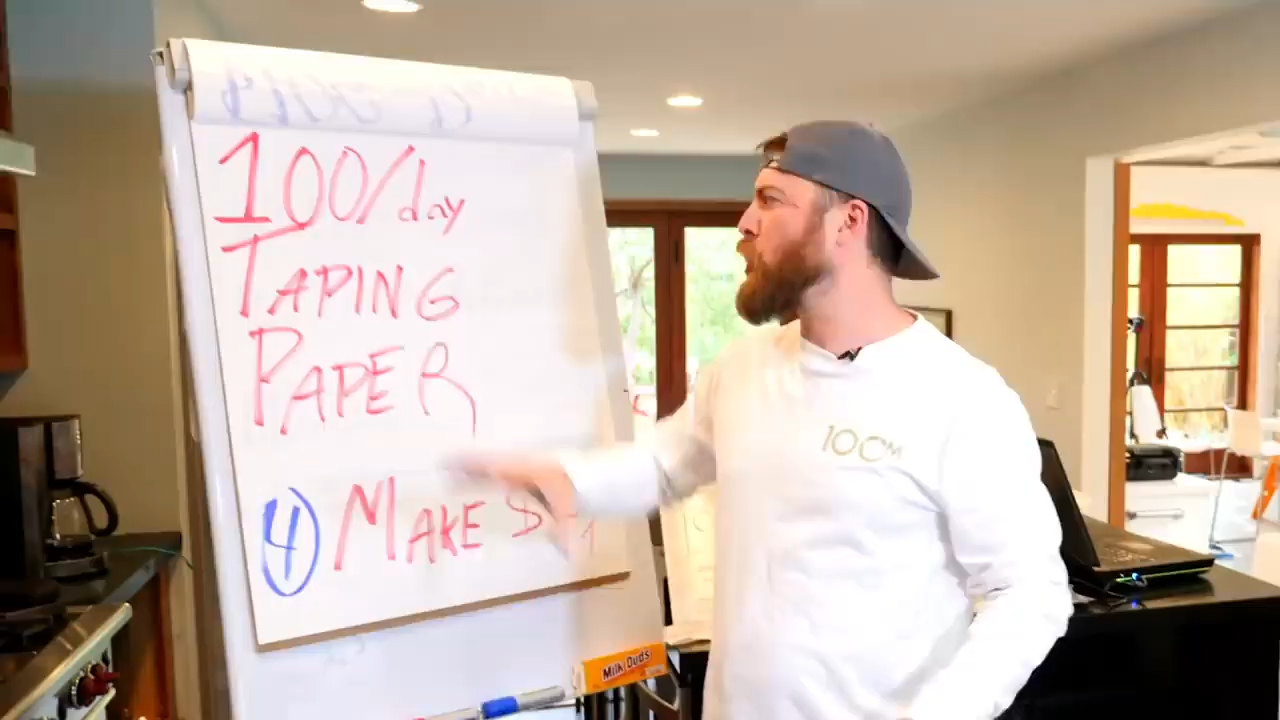 100/day
TAPING
PAPER
4 MAKE
100M
Milk Duds